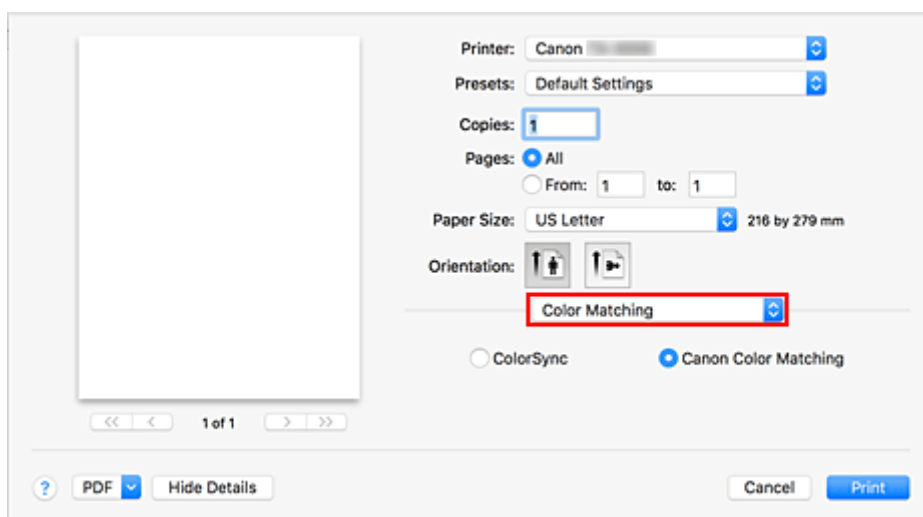 Printer: Canon
Presets: Default Settings
Copies: 1
Pages: All
From: 1 to: 1
Paper Size: US Letter 216 by 279 mm
Orientation:
Color Matching
ColorSync Canon Color Matching
<< < 1 of 1 > >>
? PDF Hide Details Cancel Print